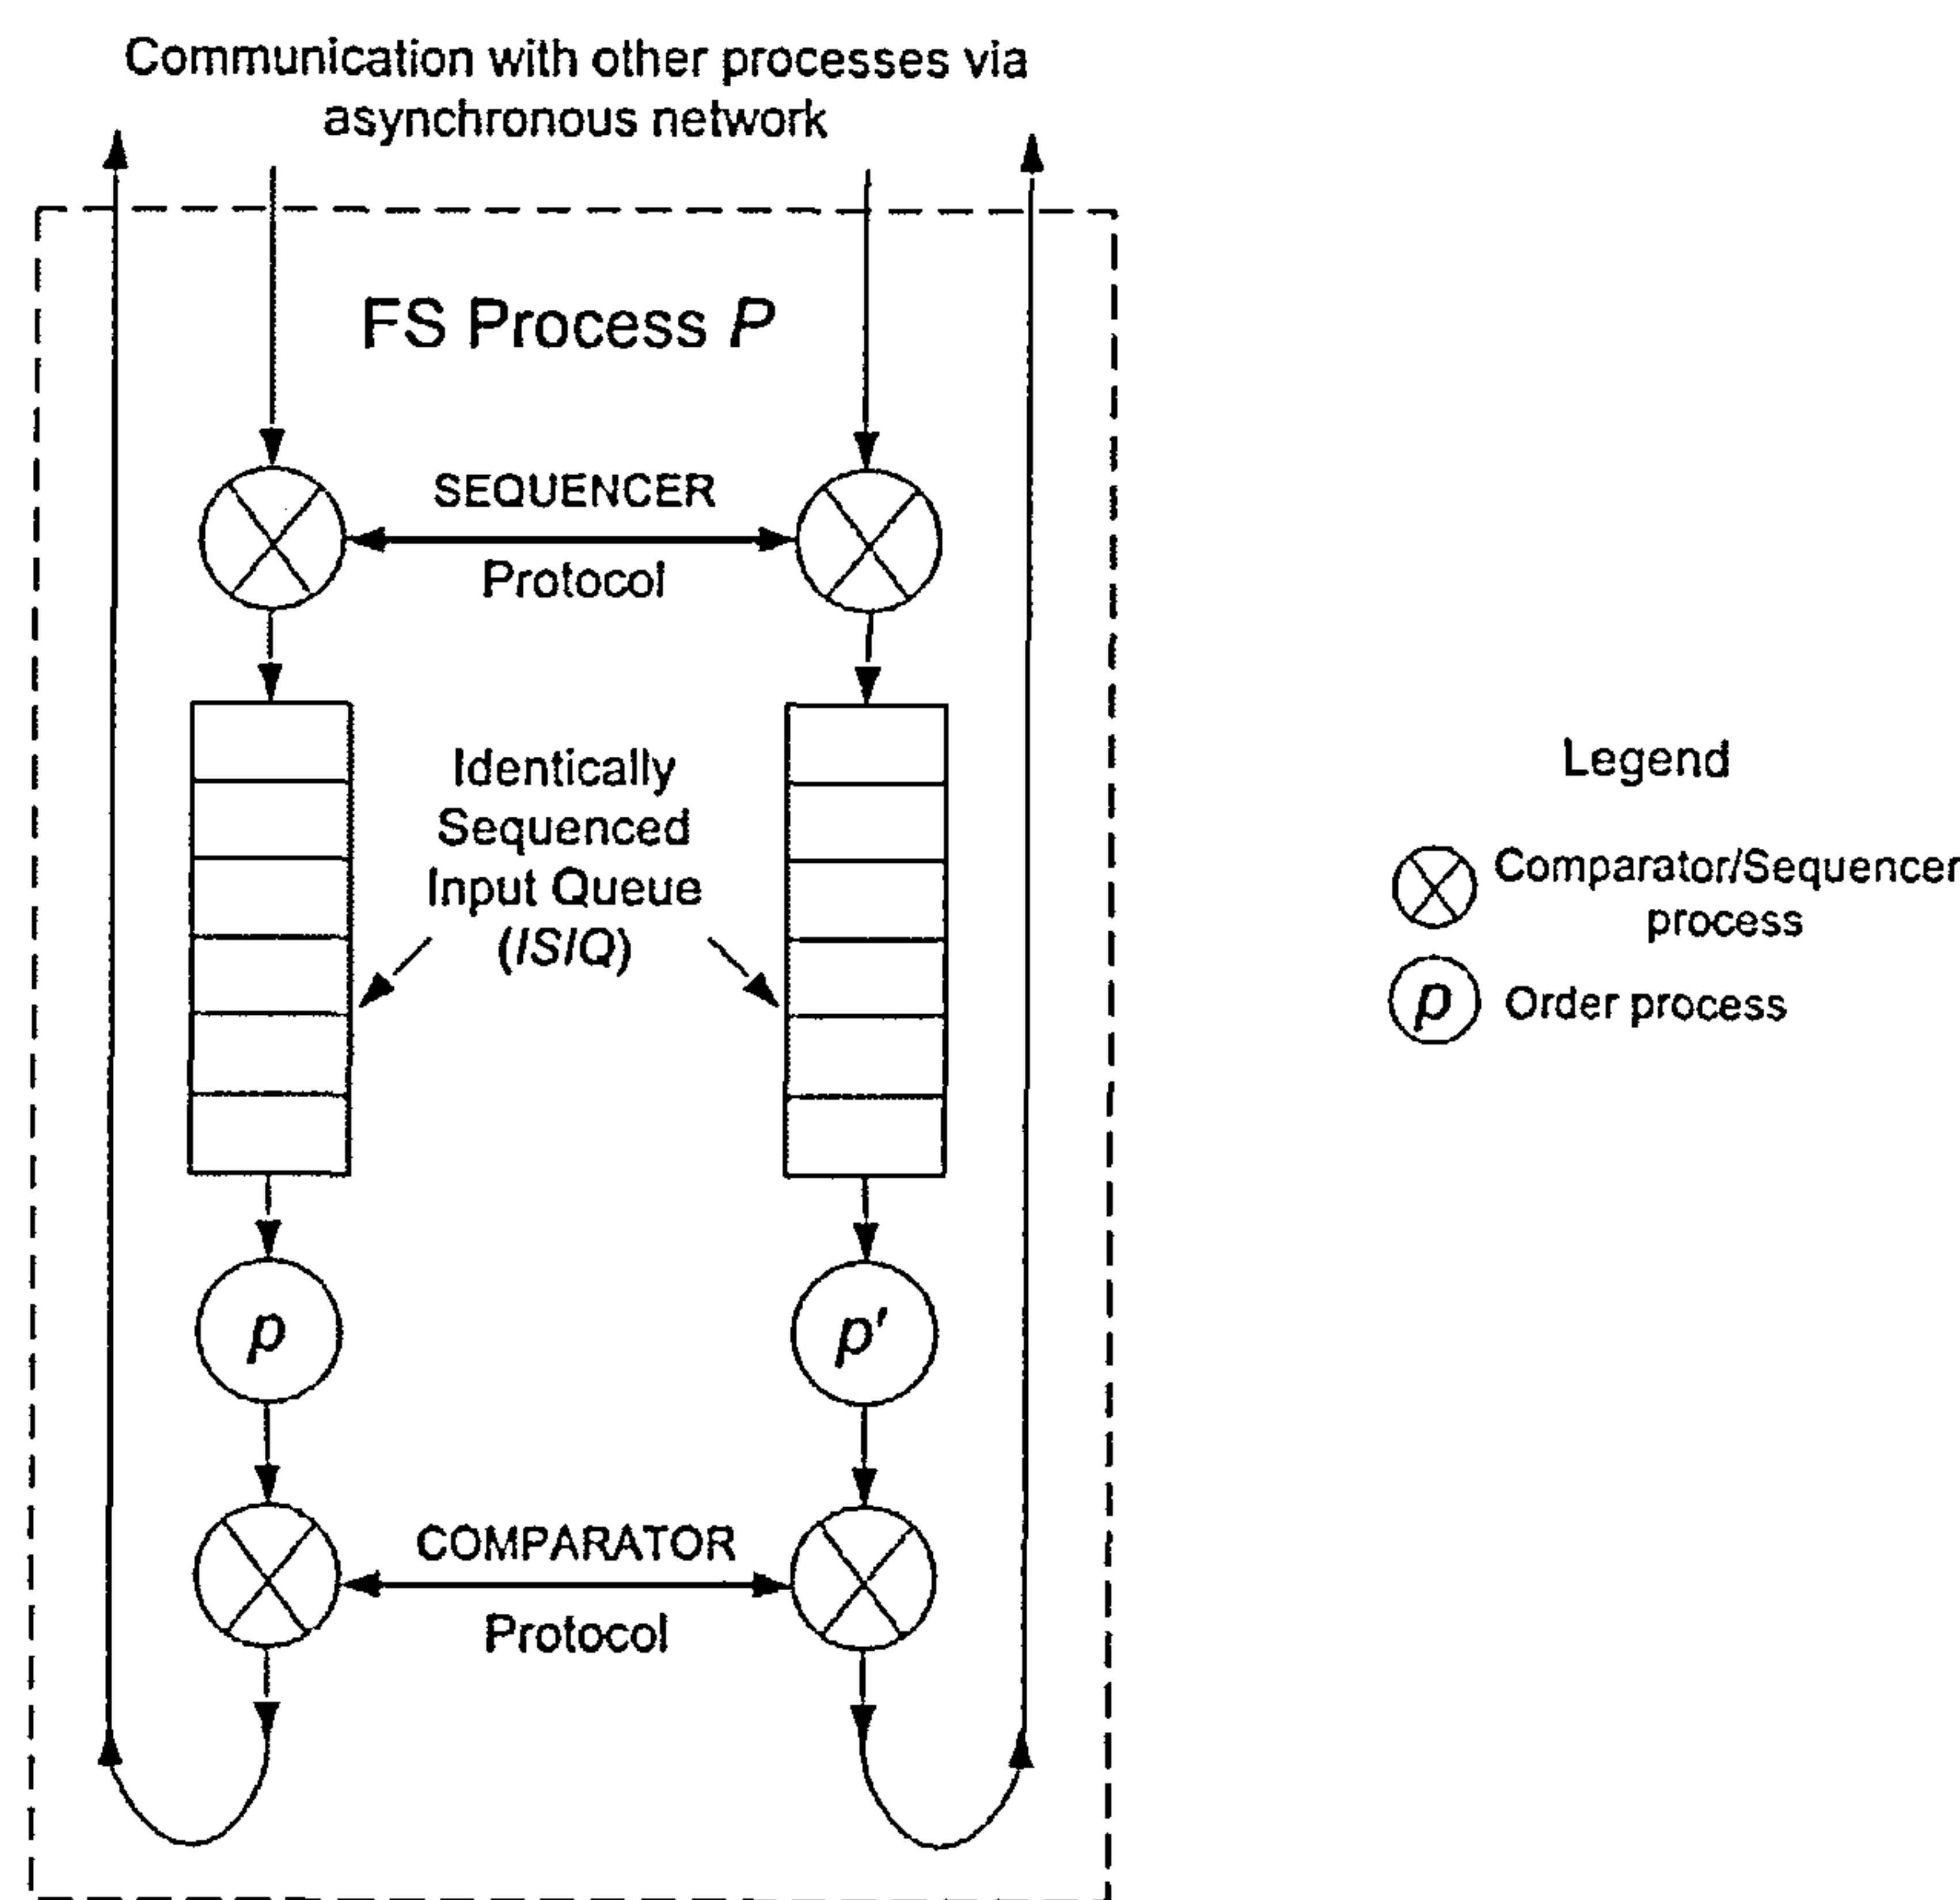 Communication with other processes via
asynchronous network
FS Process P
SEQUENCER
Protocol
Identically
Sequenced
Input Queue
(ISIQ)
p
p'
COMPARATOR
Protocol
Legend
Comparator/Sequencer
process
p Order process